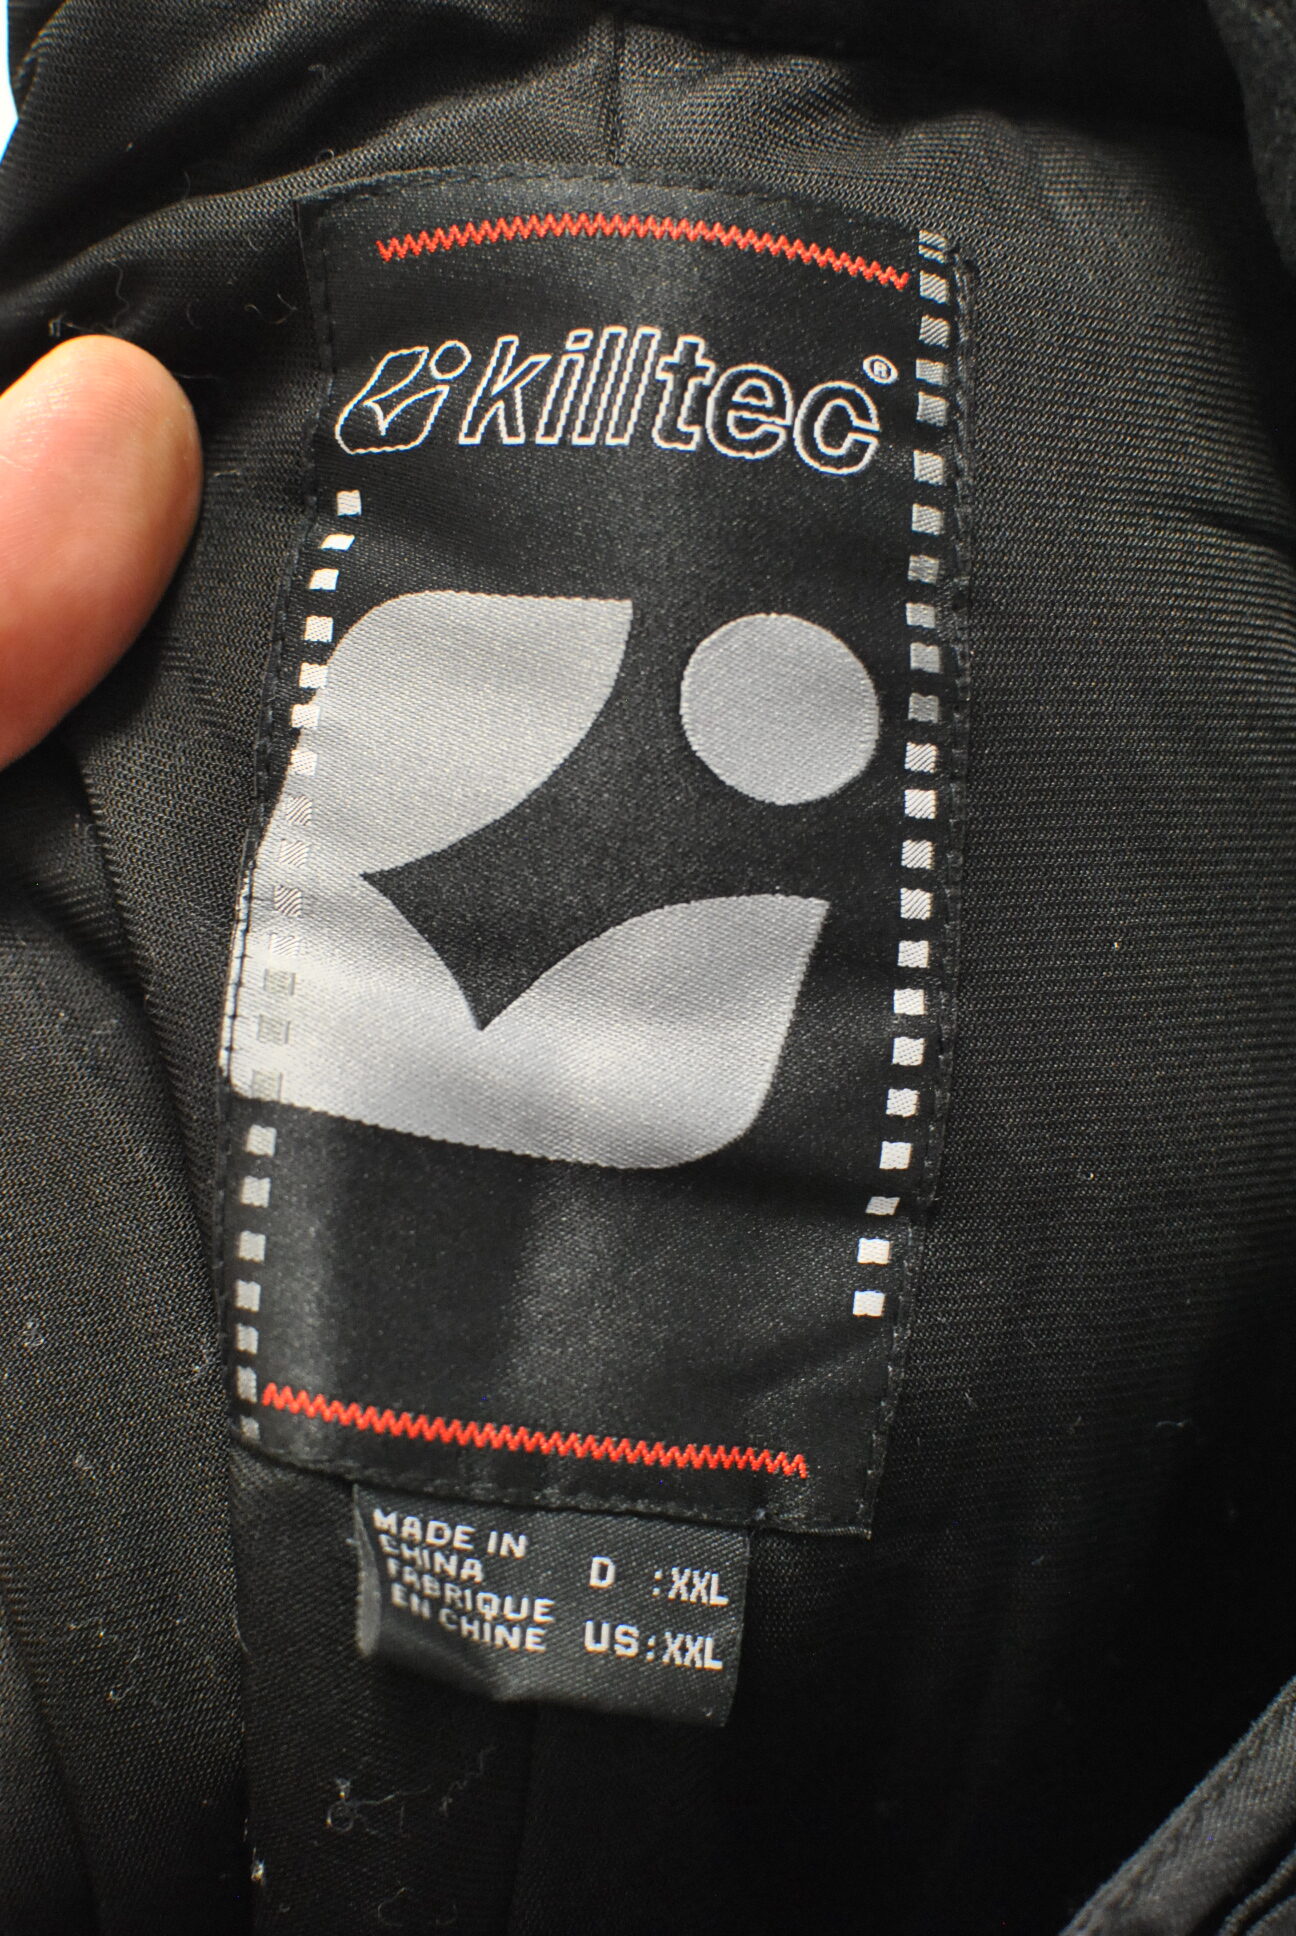 killtec®
MADE IN
CHINA
FABRIQUE
EN CHINE
D : XXL
US : XXL